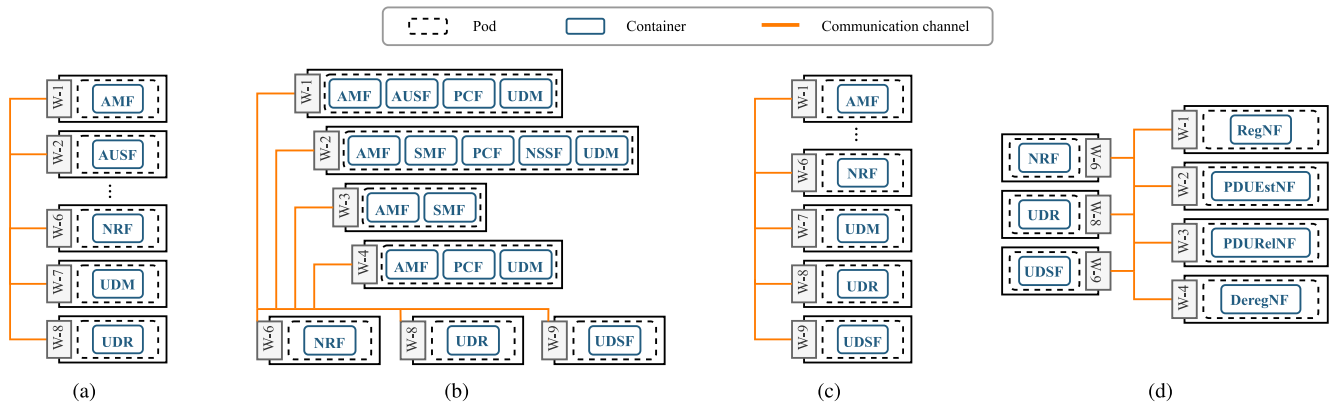 Pod Container Communication channel
W-1 AMF
W-2 AUSF
⋮
W-6 NRF
W-7 UDM
W-8 UDR
(a)
W-1 AMF AUSF PCF UDM
W-2 AMF SMF PCF NSSF UDM
W-3 AMF SMF
W-4 AMF PCF UDM
W-6 NRF W-8 UDR W-9 UDSF
(b)
W-1 AMF
...
W-6 NRF
W-7 UDM
W-8 UDR
W-9 UDSF
(c)
NRF W-6
UDR W-8
UDSF W-9
W-1 RegNF
W-2 PDUEstNF
W-3 PDURelNF
W-4 DeregNF
(d)